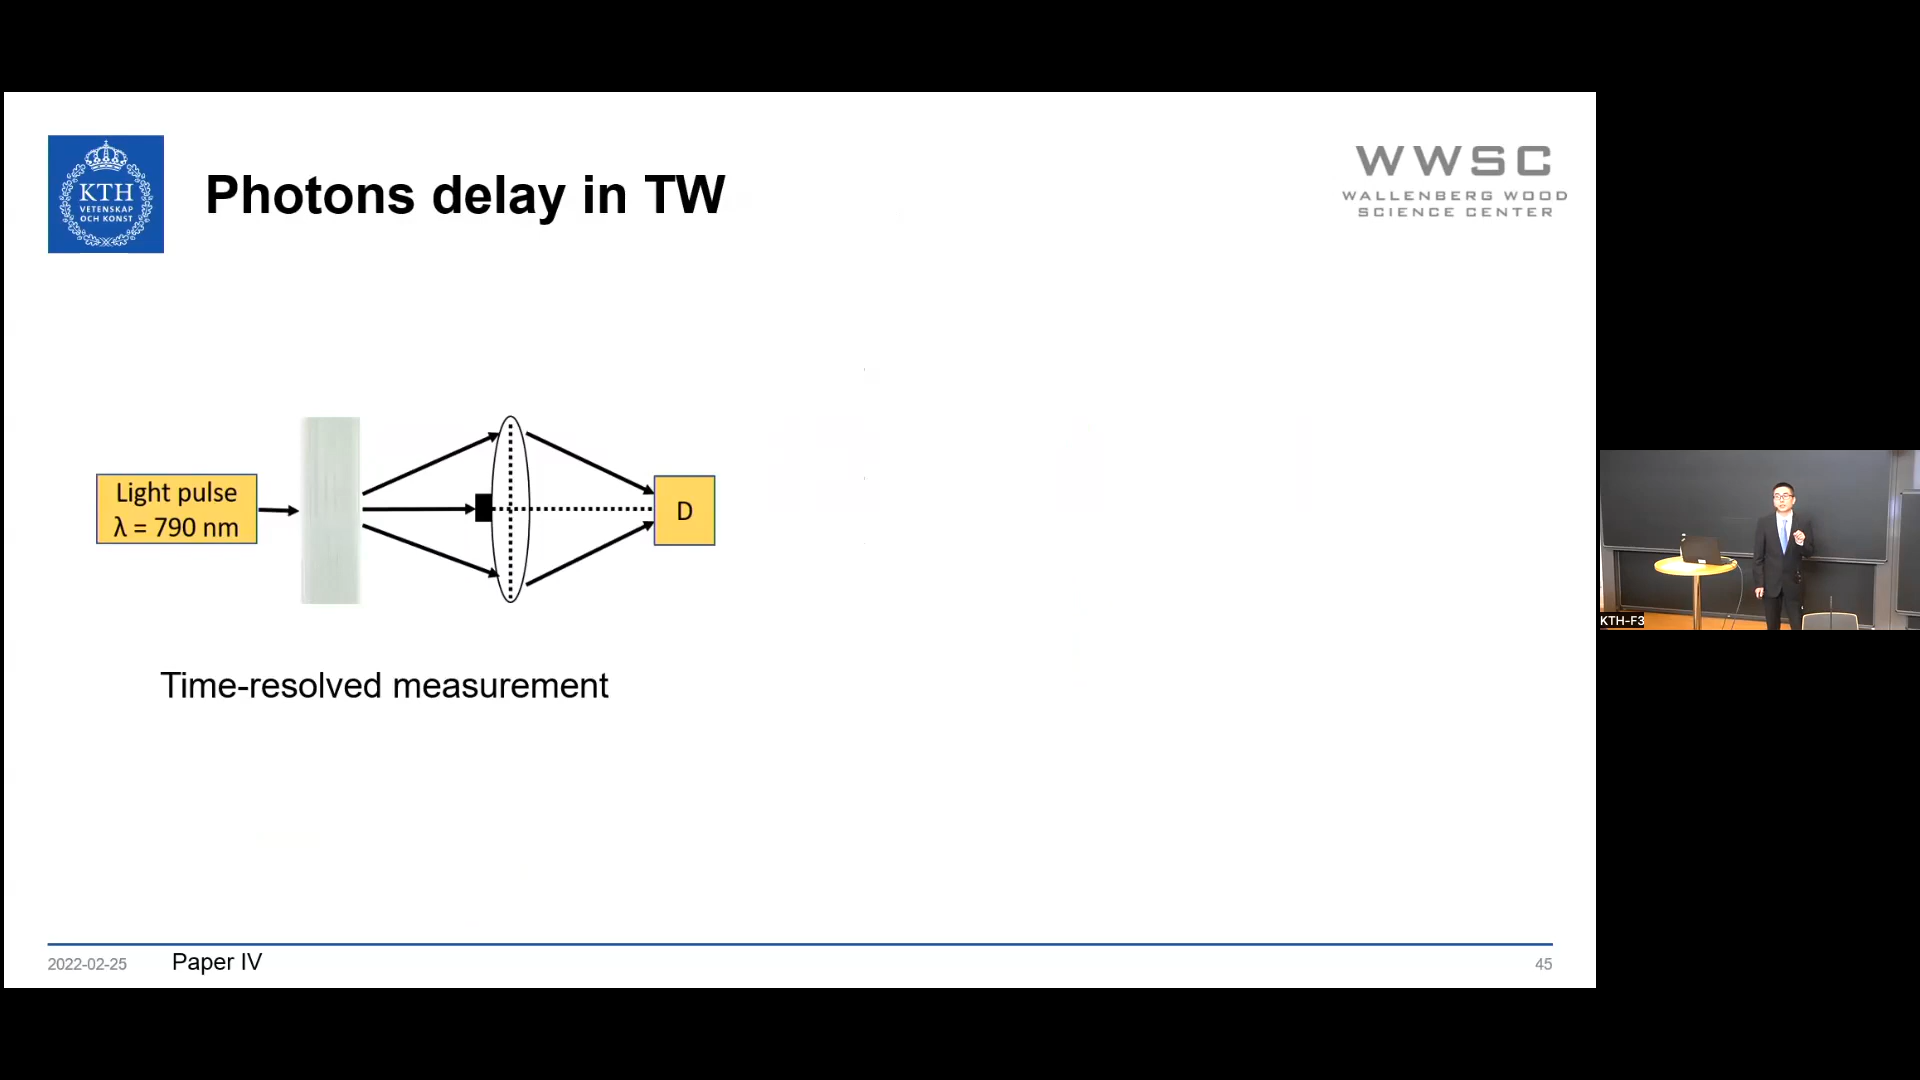 KTH
VETENSKAP
OCH KONST
Photons delay in TW
WWSC
WALLENBERG WOOD
SCIENCE CENTER
Light pulse
λ = 790 nm
D
Time-resolved measurement
KTH-F3
2022-02-25
Paper IV
45